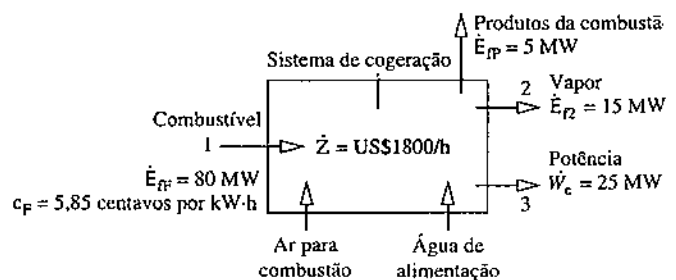 Produtos da combustã
Ė_fP = 5 MW
Sistema de cogeração
2 Vapor
Ė_f2 = 15 MW
Combustível
1
Ż = US$1800/h
Ė_fF = 80 MW
c_F = 5,85 centavos por kW·h
Potência
Ẇ_c = 25 MW
3
Ar para
combustão
Água de
alimentação